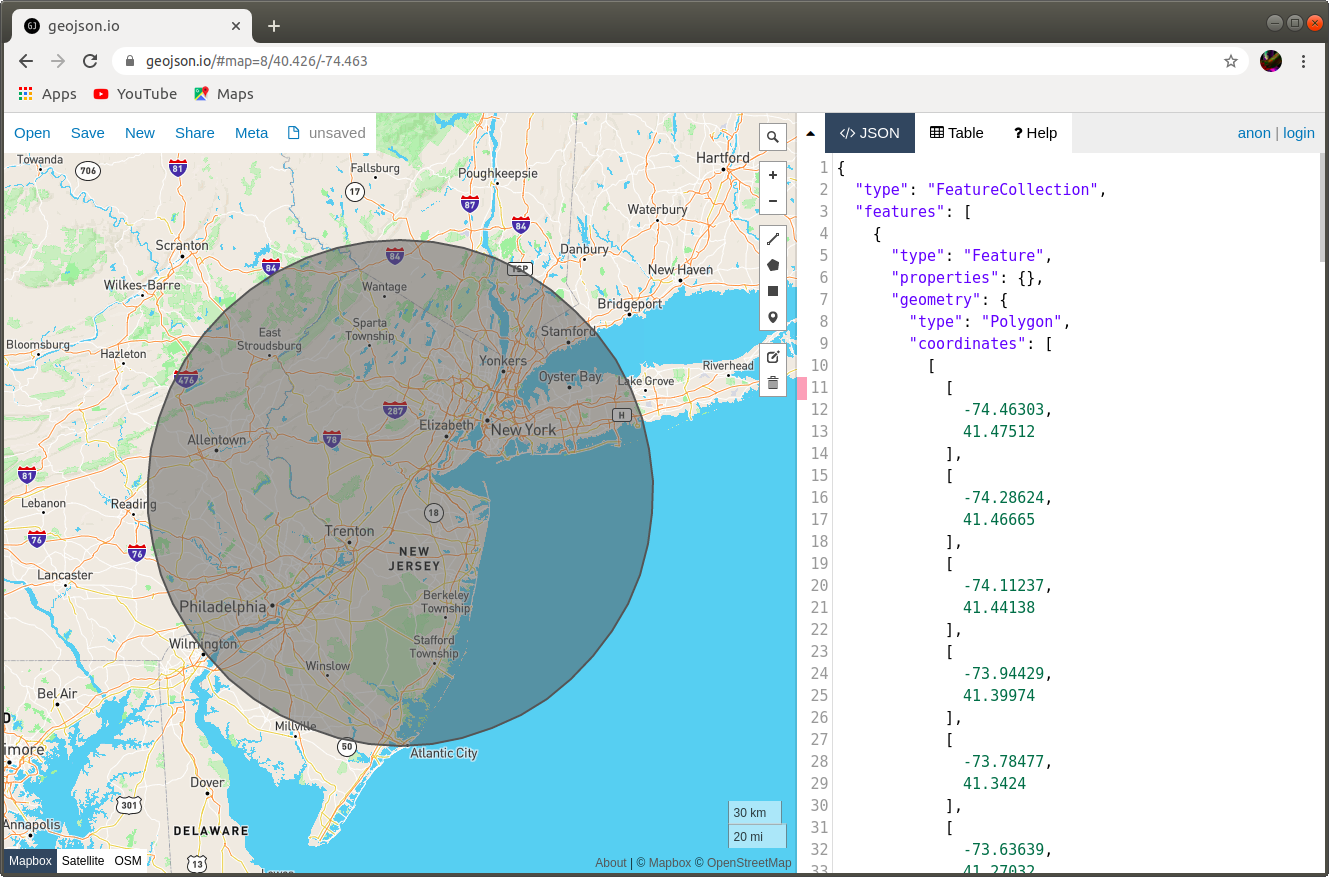 GJ geojson.io
geojson.io/#map=8/40.426/-74.463
Apps YouTube Maps
Open Save New Share Meta unsaved
</> JSON Table ? Help anon | login
Towanda
706
81
Fallsburg
17
Poughkeepsie
Hartford
87
84
Waterbury
Scranton
84
84
Danbury
New Haven
Wilkes-Barre
Wantage
Bridgeport
Bloomsburg
Hazleton
East
Stroudsburg
Sparta
Township
Stamford
Yonkers
Riverhead
476
Oyster Bay
Lake Grove
287
H
Allentown
78
Elizabeth
New York
81
Lebanon
Reading
18
76
76
Trenton
NEW
JERSEY
Lancaster
Berkeley
Township
Philadelphia
Wilmington
Stafford
Township
Winslow
Bel Air
D
Millville
50
Atlantic City
imore
Dover
301
Annapolis
DELAWARE
13
30 km
20 mi
Mapbox Satellite OSM
About | © Mapbox © OpenStreetMap
+
−
1 {
2 "type": "FeatureCollection",
3 "features": [
4 {
5 "type": "Feature",
6 "properties": {},
7 "geometry": {
8 "type": "Polygon",
9 "coordinates": [
10 [
11 [
12 -74.46303,
13 41.47512
14 ],
15 [
16 -74.28624,
17 41.46665
18 ],
19 [
20 -74.11237,
21 41.44138
22 ],
23 [
24 -73.94429,
25 41.39974
26 ],
27 [
28 -73.78477,
29 41.3424
30 ],
31 [
32 -73.63639,
33 41.27032